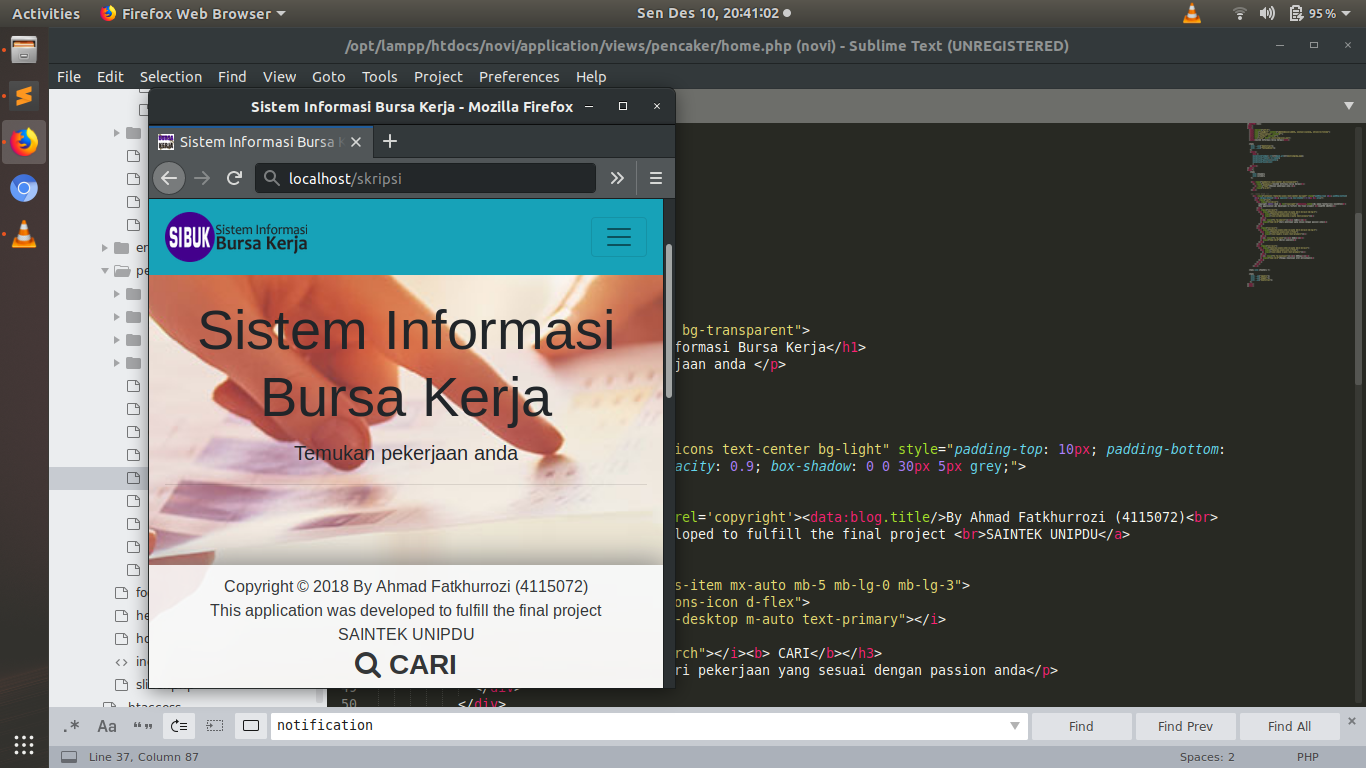 Activities
Firefox Web Browser
Sen Des 10, 20:41:02
95%
/opt/lampp/htdocs/novi/application/views/pencaker/home.php (novi) - Sublime Text (UNREGISTERED)
File Edit Selection Find View Goto Tools Project Preferences Help
Sistem Informasi Bursa Kerja - Mozilla Firefox
Sistem Informasi Bursa K
localhost/skripsi
SIBUK
Sistem Informasi
Bursa Kerja
Sistem Informasi
Bursa Kerja
Temukan pekerjaan anda
Copyright © 2018 By Ahmad Fatkhurrozi (4115072)
This application was developed to fulfill the final project
SAINTEK UNIPDU
CARI
er
pe
fo
he
ho
in
sli
htaccess
bg-transparent">
formasi Bursa Kerja</h1>
jaan anda </p>
icons text-center bg-light" style="padding-top: 10px; padding-bottom:
acity: 0.9; box-shadow: 0 0 30px 5px grey;">
rel='copyright'><data:blog.title/>By Ahmad Fatkhurrozi (4115072)<br>
loped to fulfill the final project <br>SAINTEK UNIPDU</a>
s-item mx-auto mb-5 mb-lg-0 mb-lg-3">
ons-icon d-flex">
-desktop m-auto text-primary"></i>
rch"></i><b> CARI</b></h3>
ri pekerjaan yang sesuai dengan passion anda</p>
49 </div>
50 </div>
.* Aa “”
notification
Find
Find Prev
Find All
Line 37, Column 87
Spaces: 2
PHP